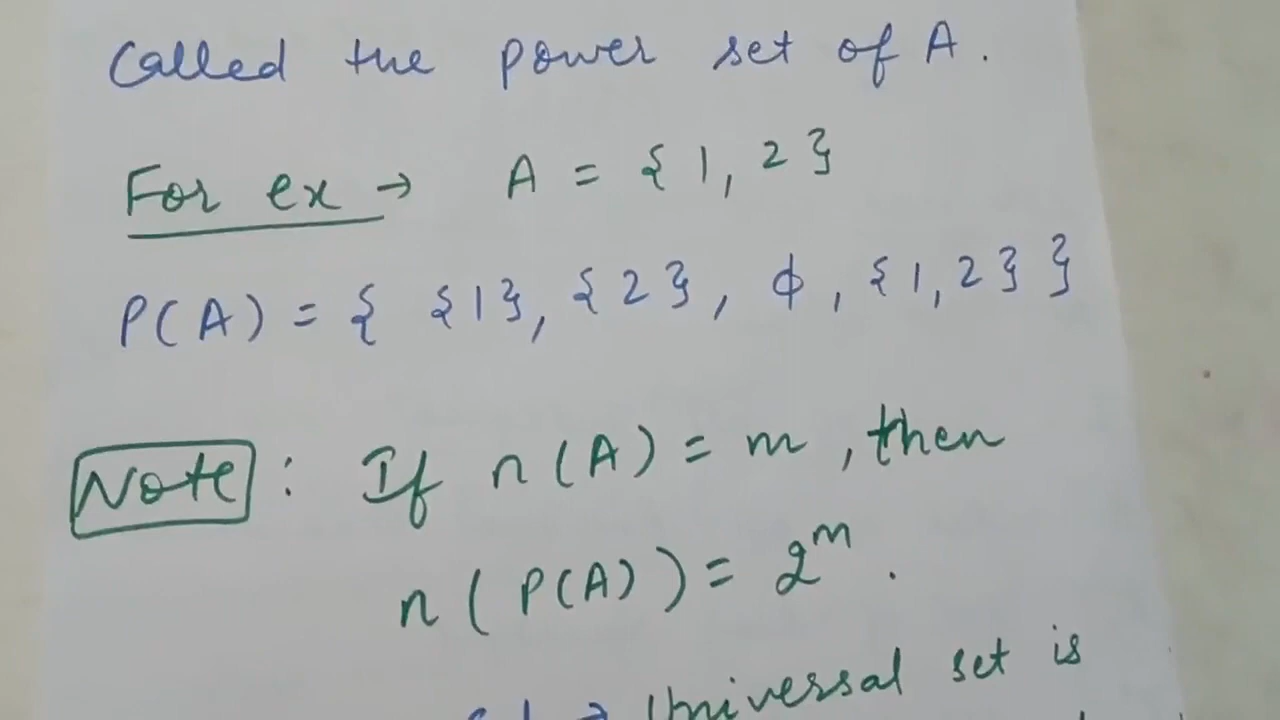 Called the power set of A.
For ex → A = { 1, 2 }
P(A) = { {1}, {2}, ϕ, {1, 2} }
Note : If n(A) = m, then
n( P(A) ) = 2^m.
Universal set is